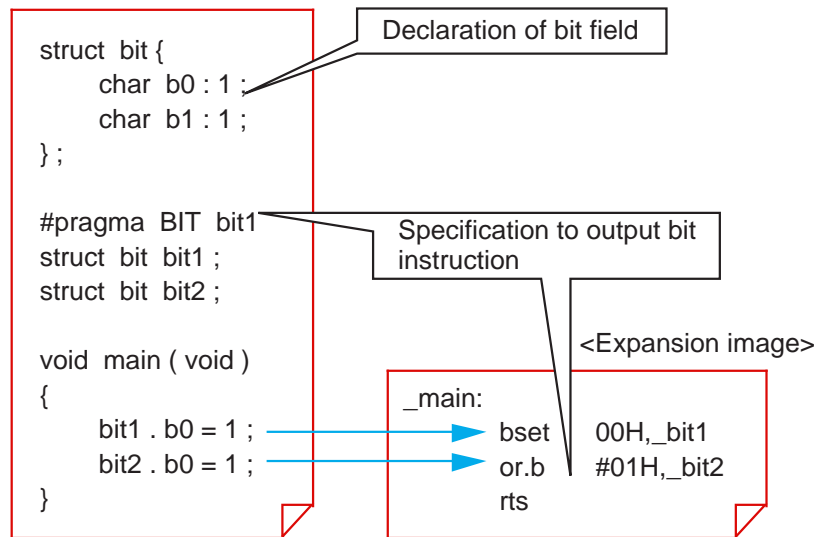 Declaration of bit field
struct bit {
char b0 : 1 ;
char b1 : 1 ;
} ;
#pragma BIT bit1
struct bit bit1 ;
struct bit bit2 ;
Specification to output bit
instruction
void main ( void )
{
bit1 . b0 = 1 ;
bit2 . b0 = 1 ;
}
<Expansion image>
_main:
bset 00H,_bit1
or.b #01H,_bit2
rts